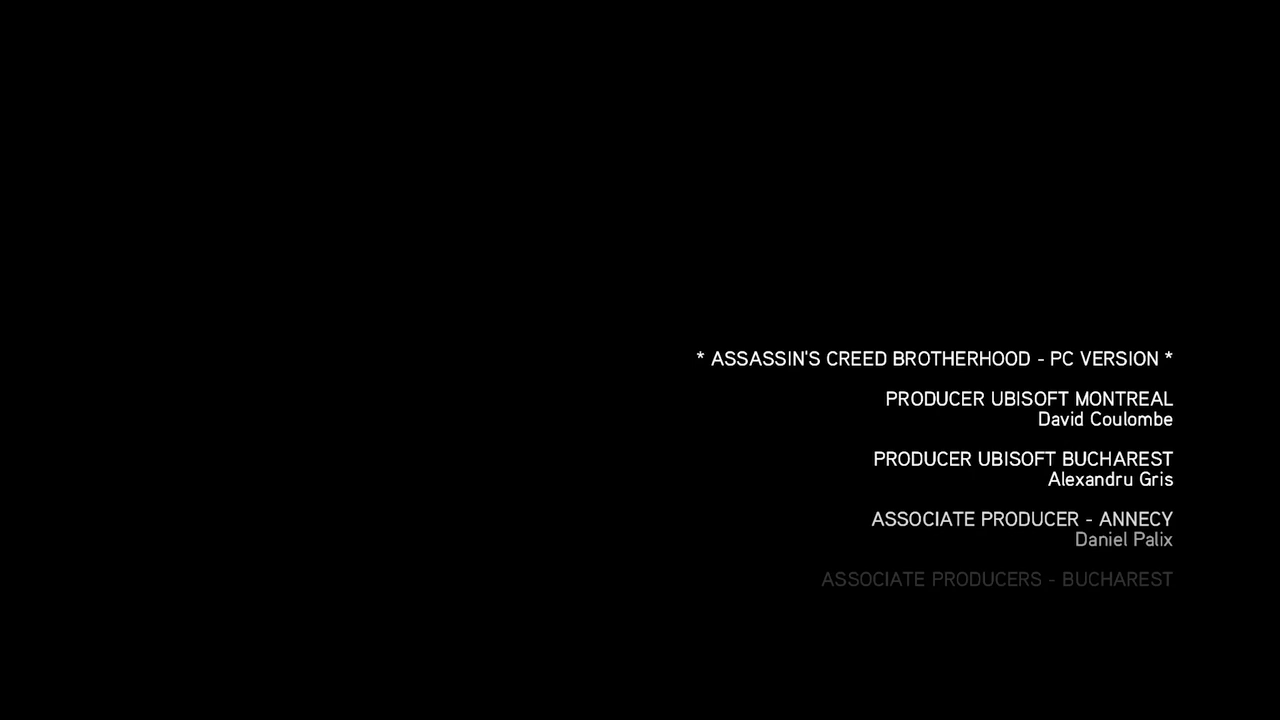 * ASSASSIN'S CREED BROTHERHOOD - PC VERSION *
PRODUCER UBISOFT MONTREAL
David Coulombe
PRODUCER UBISOFT BUCHAREST
Alexandru Gris
ASSOCIATE PRODUCER - ANNECY
Daniel Palix
ASSOCIATE PRODUCERS - BUCHAREST